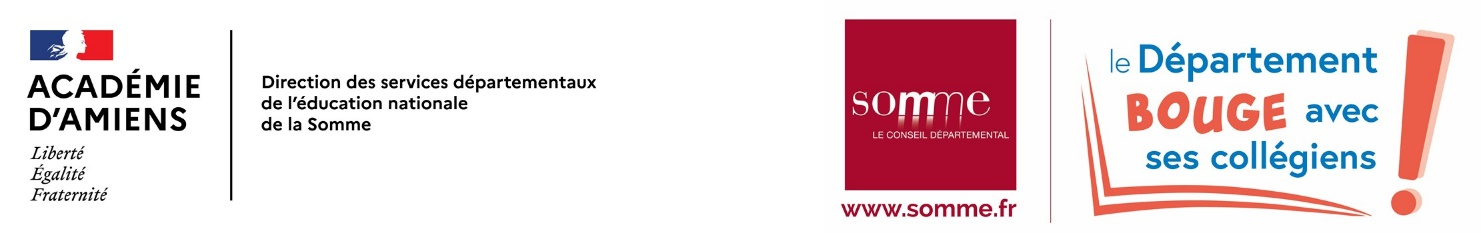 ACADÉMIE
D'AMIENS
Liberté
Égalité
Fraternité
Direction des services départementaux
de l'éducation nationale
de la Somme
somme
LE CONSEIL DÉPARTEMENTAL
www.somme.fr
le Département
BOUGE avec
ses collégiens
!